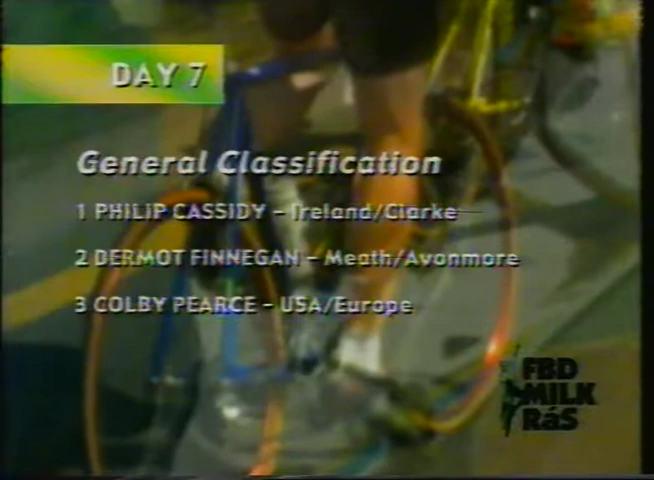 DAY 7
General Classification
1 PHILIP CASSIDY - Ireland/Clarke
2 DERMOT FINNEGAN - Meath/Avonmore
3 COLBY PEARCE - USA/Europe
FBD
MILK
RáS